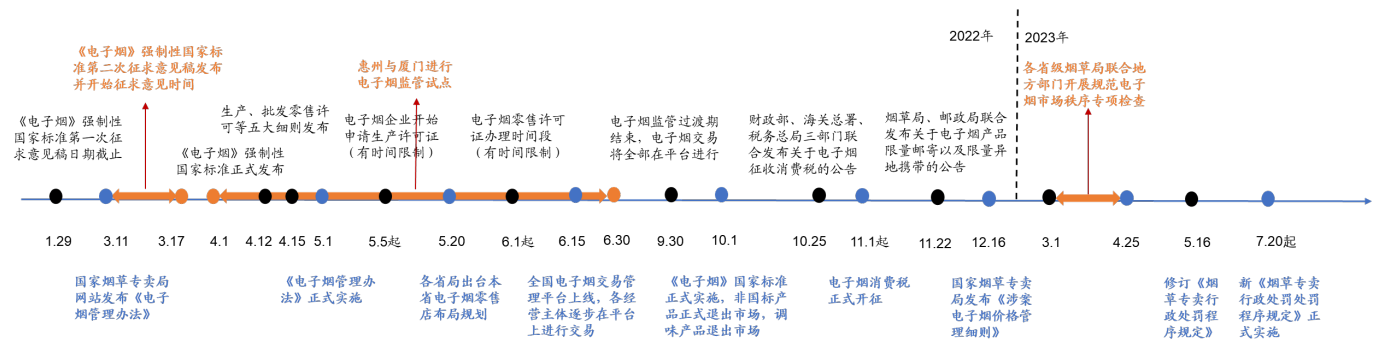 2022年
2023年
《电子烟》强制性国家标
准第二次征求意见稿发布
并开始征求意见时间
惠州与厦门进行
电子烟监管试点
各省级烟草局联合地
方部门开展规范电子
烟市场秩序专项检查
《电子烟》强制性
国家标准第一次征
求意见稿日期截止
生产、批发零售许
可等五大细则发布
《电子烟》强制性
国家标准正式发布
电子烟企业开始
申请生产许可证
（有时间限制）
电子烟零售许可
证办理时间段
（有时间限制）
电子烟监管过渡期
结束，电子烟交易
将全部在平台进行
财政部、海关总署、
税务总局三部门联
合发布关于电子烟
征收消费税的公告
烟草局、邮政局联合
发布关于电子烟产品
限量邮寄以及限量异
地携带的公告
1.29
3.11
3.17
4.1
4.12
4.15
5.1
5.5起
5.20
6.1起
6.15
6.30
9.30
10.1
10.25
11.1起
11.22
12.16
3.1
4.25
5.16
7.20起
国家烟草专卖局
网站发布《电子
烟管理办法》
《电子烟管理办
法》正式实施
各省局出台本
省电子烟零售
店布局规划
全国电子烟交易管
理平台上线，各经
营主体逐步在平台
上进行交易
《电子烟》国家标准
正式实施，非国标产
品正式退出市场，调
味产品退出市场
电子烟消费税
正式开征
国家烟草专卖
局发布《涉案
电子烟价格管
理细则》
修订《烟
草专卖行
政处罚程
序规定》
新《烟草专卖
行政处罚处罚
程序规定》正
式实施